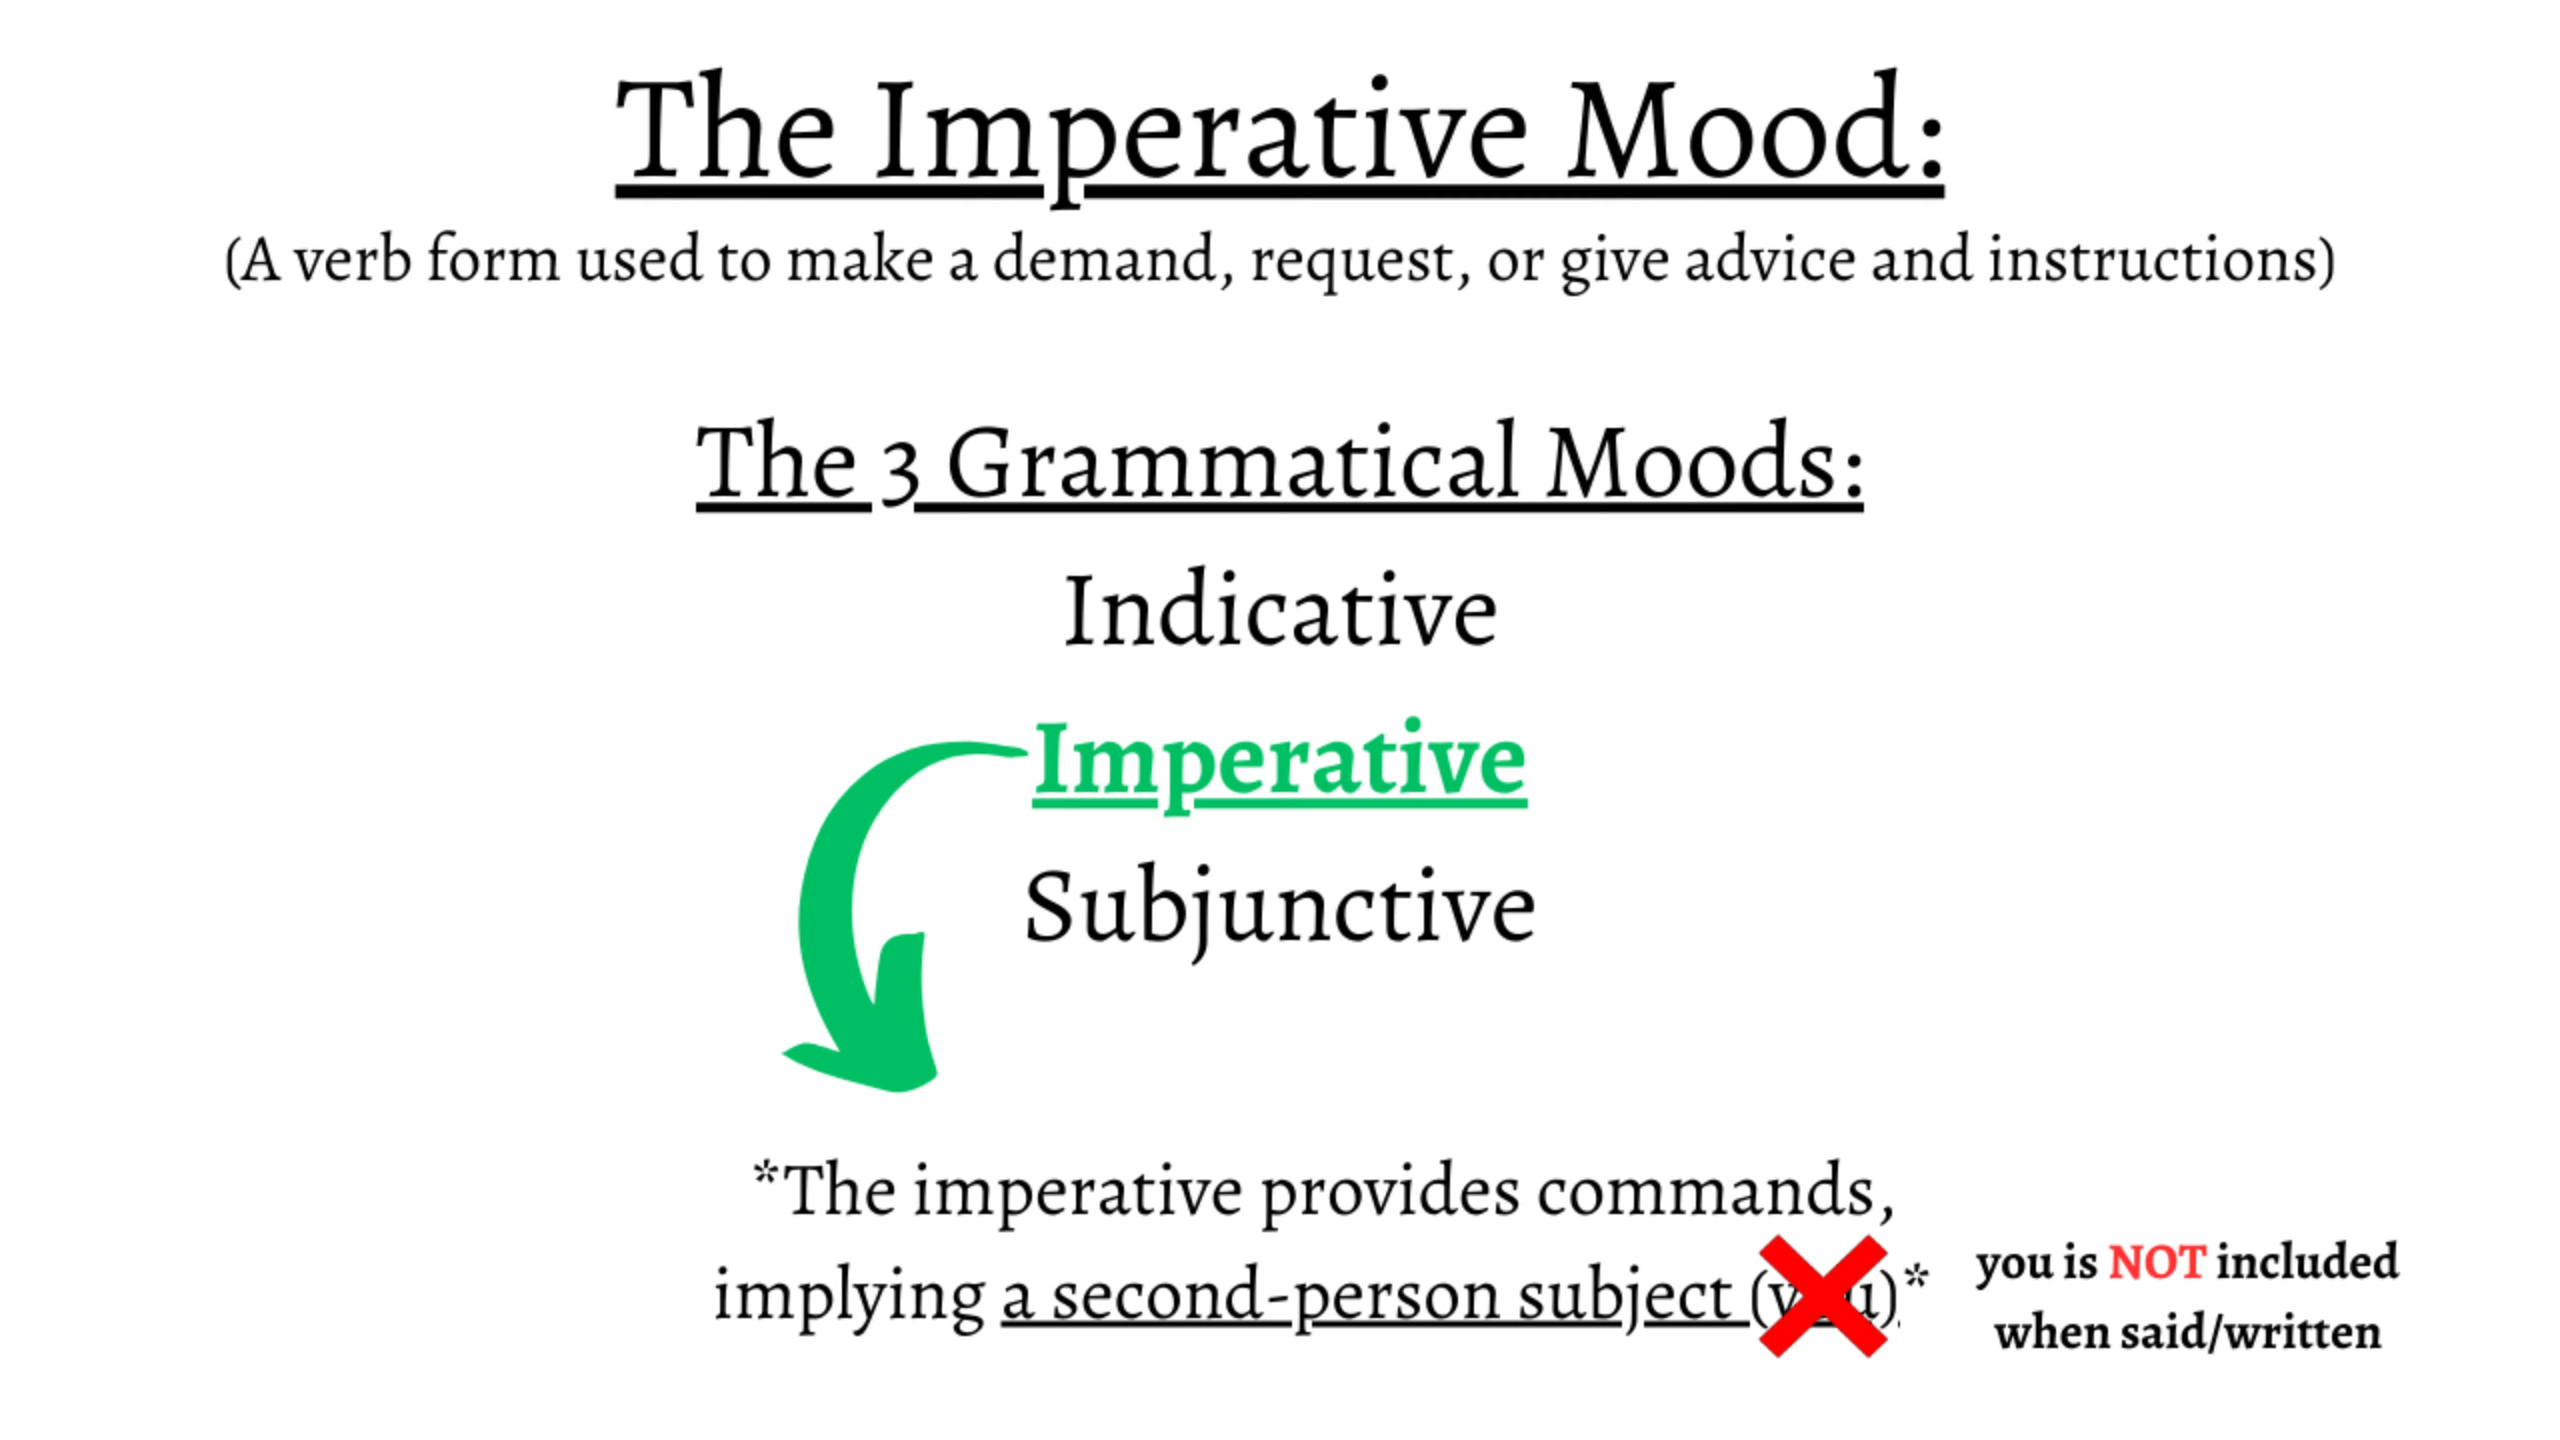 The Imperative Mood:
(A verb form used to make a demand, request, or give advice and instructions)
The 3 Grammatical Moods:
Indicative
Imperative
Subjunctive
*The imperative provides commands,
implying a second-person subject (you)*
you is NOT included
when said/written